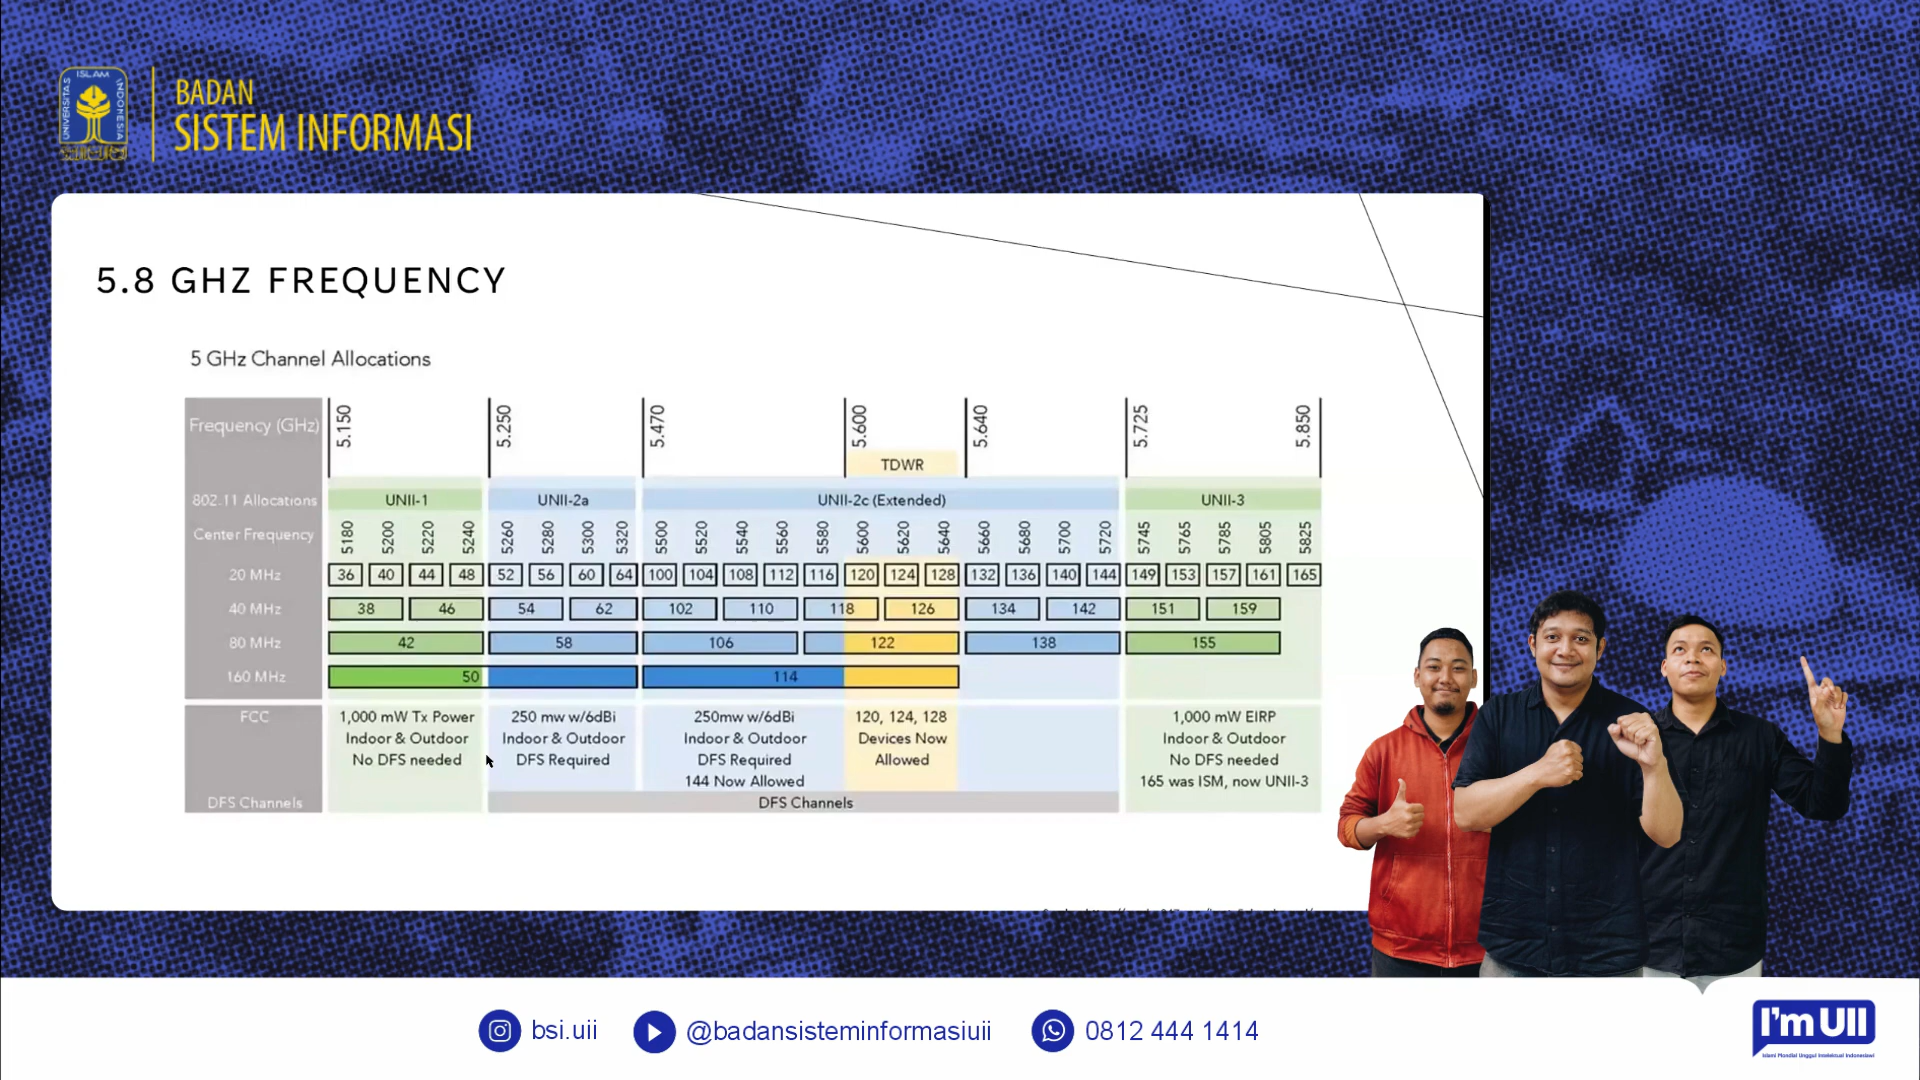 ISLAM
UNIVERSITAS
INDONESIA
BADAN
SISTEM INFORMASI
5.8 GHZ FREQUENCY
5 GHz Channel Allocations
Frequency (GHz) 5.150 5.250 5.470 5.600 5.640 5.725 5.850
TDWR
802.11 Allocations UNII-1 UNII-2a UNII-2c (Extended) UNII-3
Center Frequency 5180 5200 5220 5240 5260 5280 5300 5320 5500 5520 5540 5560 5580 5600 5620 5640 5660 5680 5700 5720 5745 5765 5785 5805 5825
20 MHz 36 40 44 48 52 56 60 64 100 104 108 112 116 120 124 128 132 136 140 144 149 153 157 161 165
40 MHz 38 46 54 62 102 110 118 126 134 142 151 159
80 MHz 42 58 106 122 138 155
160 MHz 50 114
FCC 1,000 mW Tx Power 250 mw w/6dBi 250mw w/6dBi 120, 124, 128 1,000 mW EIRP
Indoor & Outdoor Indoor & Outdoor Indoor & Outdoor Devices Now Indoor & Outdoor
No DFS needed DFS Required DFS Required Allowed No DFS needed
144 Now Allowed 165 was ISM, now UNII-3
DFS Channels DFS Channels
bsi.uii @badansisteminformasiuii 0812 444 1414
I'm UII
Islami Mondial Unggul Intelektual Indonesiawi